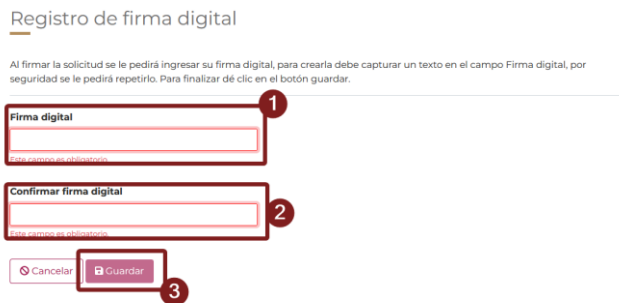 Registro de firma digital
Al firmar la solicitud se le pedirá ingresar su firma digital, para crearla debe capturar un texto en el campo Firma digital, por
seguridad se le pedirá repetirlo. Para finalizar dé clic en el botón guardar.
1
Firma digital
Este campo es obligatorio.
Confirmar firma digital
2
Este campo es obligatorio.
Cancelar Guardar
3